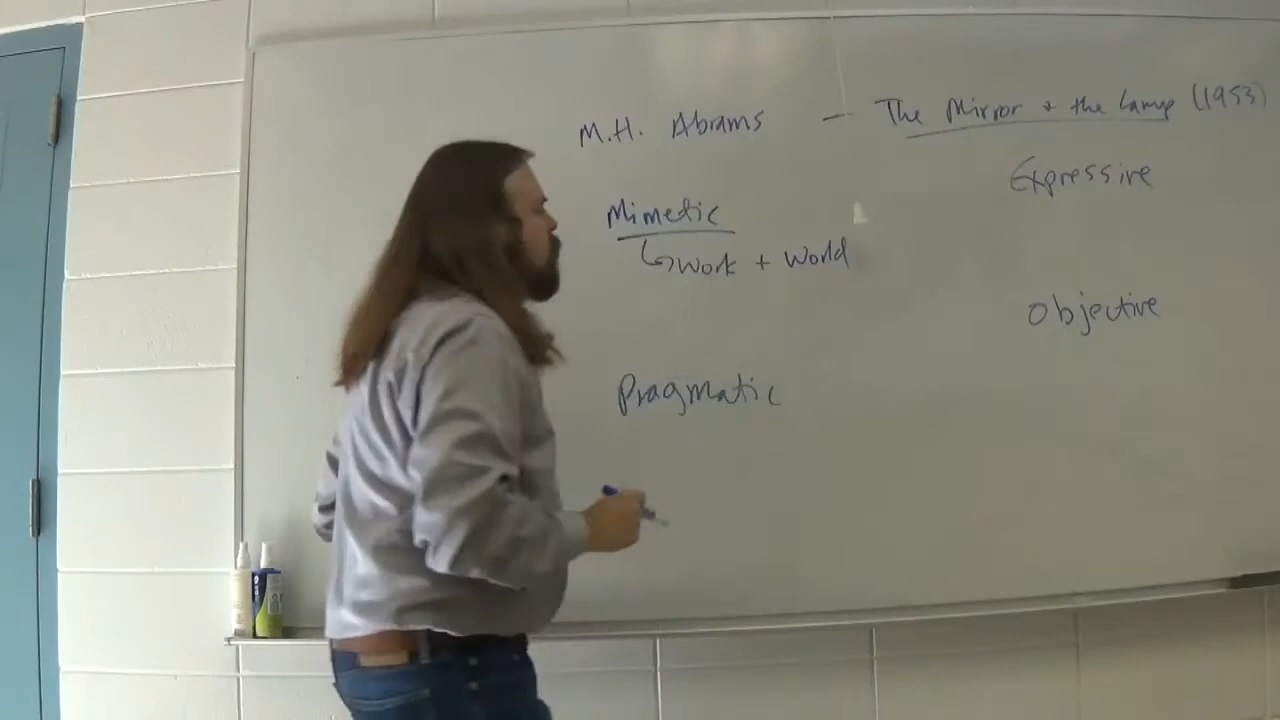 M.H. Abrams — The Mirror + the Lamp (1953)
Mimetic
↳ work + world
Pragmatic
Expressive
Objective